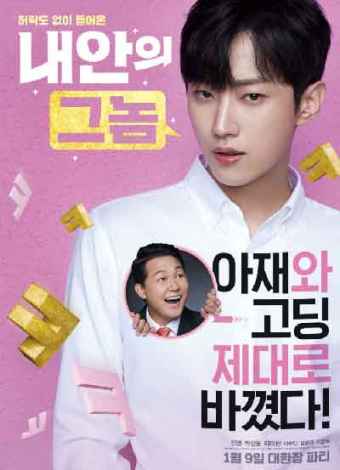 허락도 없이 들어온
내안의
그놈
아재와
고딩
제대로
바꼈다!
1월 9일 대환장 파티